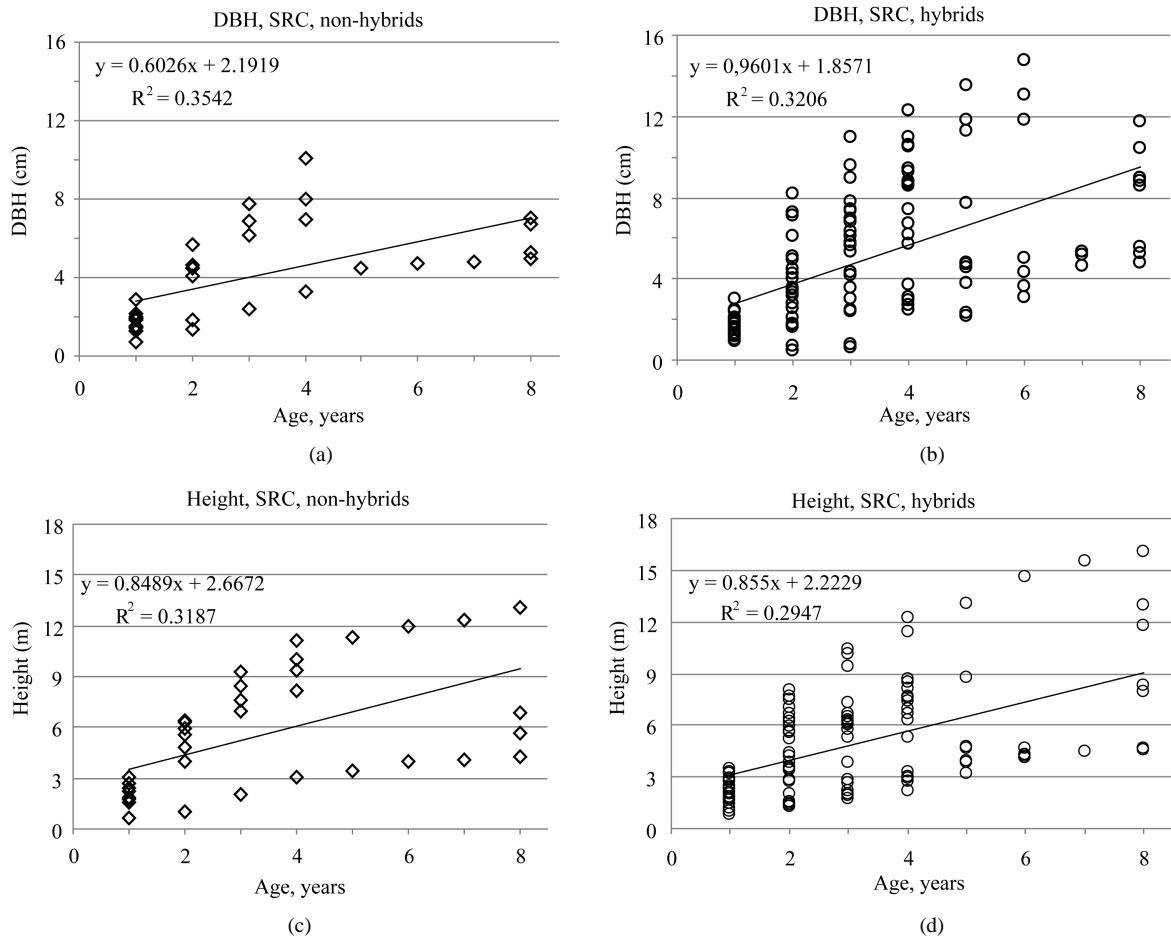 DBH, SRC, non-hybrids
y = 0.6026x + 2.1919
R² = 0.3542
DBH (cm)
16
12
8
4
0
0 2 4 6 8
Age, years
(a)
DBH, SRC, hybrids
y = 0,9601x + 1.8571
R² = 0.3206
DBH (cm)
16
12
8
4
0
0 2 4 6 8
Age, years
(b)
Height, SRC, non-hybrids
y = 0.8489x + 2.6672
R² = 0.3187
Height (m)
18
15
12
9
6
3
0
0 2 4 6 8
Age, years
(c)
Height, SRC, hybrids
y = 0.855x + 2.2229
R² = 0.2947
Height (m)
18
15
12
9
6
3
0
0 2 4 6 8
Age, years
(d)